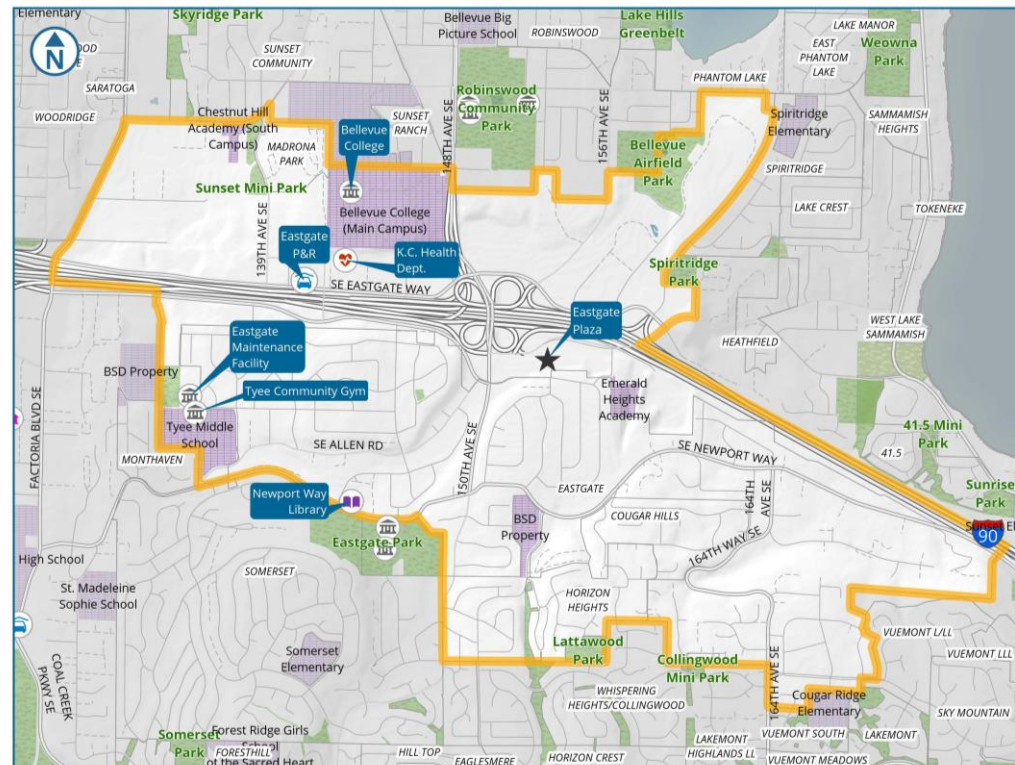 Elementary
Skyridge Park
SUNSET
COMMUNITY
Bellevue Big
Picture School
ROBINSWOOD
Lake Hills
Greenbelt
LAKE MANOR
Weowna
Park
EAST
PHANTOM
LAKE
N
SARATOGA
WOODRIDGE
Chestnut Hill
Academy (South
Campus)
MADRONA
PARK
SUNSET
RANCH
Bellevue
College
148TH AVE SE
Robinswood
Community
Park
156TH AVE SE
PHANTOM LAKE
Bellevue
Airfield
Park
Spiritridge
Elementary
SAMMAMISH
HEIGHTS
SPIRITRIDGE
Sunset Mini Park
Bellevue College
(Main Campus)
LAKE CREST
TOKENEKE
139TH AVE SE
Eastgate
P&R
K.C. Health
Dept.
SE EASTGATE WAY
Spiritridge
Park
Eastgate
Plaza
WEST LAKE
SAMMAMISH
HEATHFIELD
Eastgate
Maintenance
Facility
BSD Property
Tyee Community Gym
Tyee Middle
School
Emerald
Heights
Academy
FACTORIA BLVD SE
MONTHAVEN
SE ALLEN RD
150TH AVE SE
SE NEWPORT WAY
41.5 Mini
Park
41.5
Newport Way
Library
EASTGATE
164TH
AVE SE
Sunrise
Park
BSD
Property
COUGAR HILLS
Eastgate Park
164TH WAY SE
90
High School
SOMERSET
St. Madeleine
Sophie School
HORIZON
HEIGHTS
Somerset
Elementary
Lattawood
Park
Collingwood
Mini Park
VUEMONT L/LL
VUEMONT LLL
COAL CREEK
PKWY SE
WHISPERING
HEIGHTS/COLLINGWOOD
164TH AVE SE
Cougar Ridge
Elementary
SKY MOUNTAIN
Somerset
Park
Forest Ridge Girls
School
of the Sacred Heart
FORESTHILL
HILL TOP
EAGLESMERE
HORIZON CREST
LAKEMONT
HIGHLANDS LL
VUEMONT SOUTH
LAKEMONT
VUEMONT MEADOWS